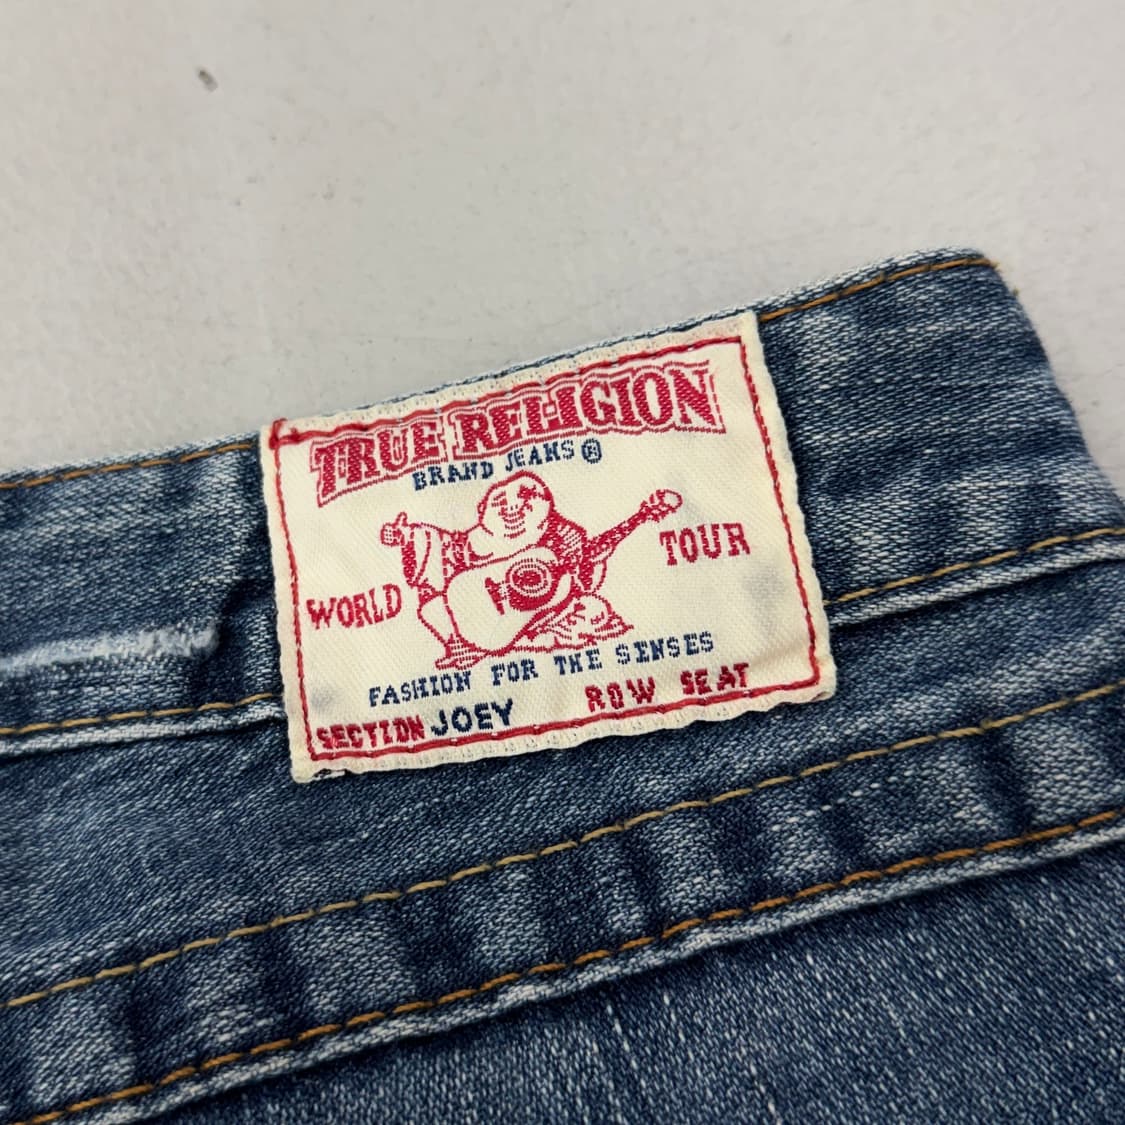 TRUE RELIGION
BRAND JEANS ®
WORLD TOUR
FASHION FOR THE SENSES
SECTION JOEY ROW SEAT